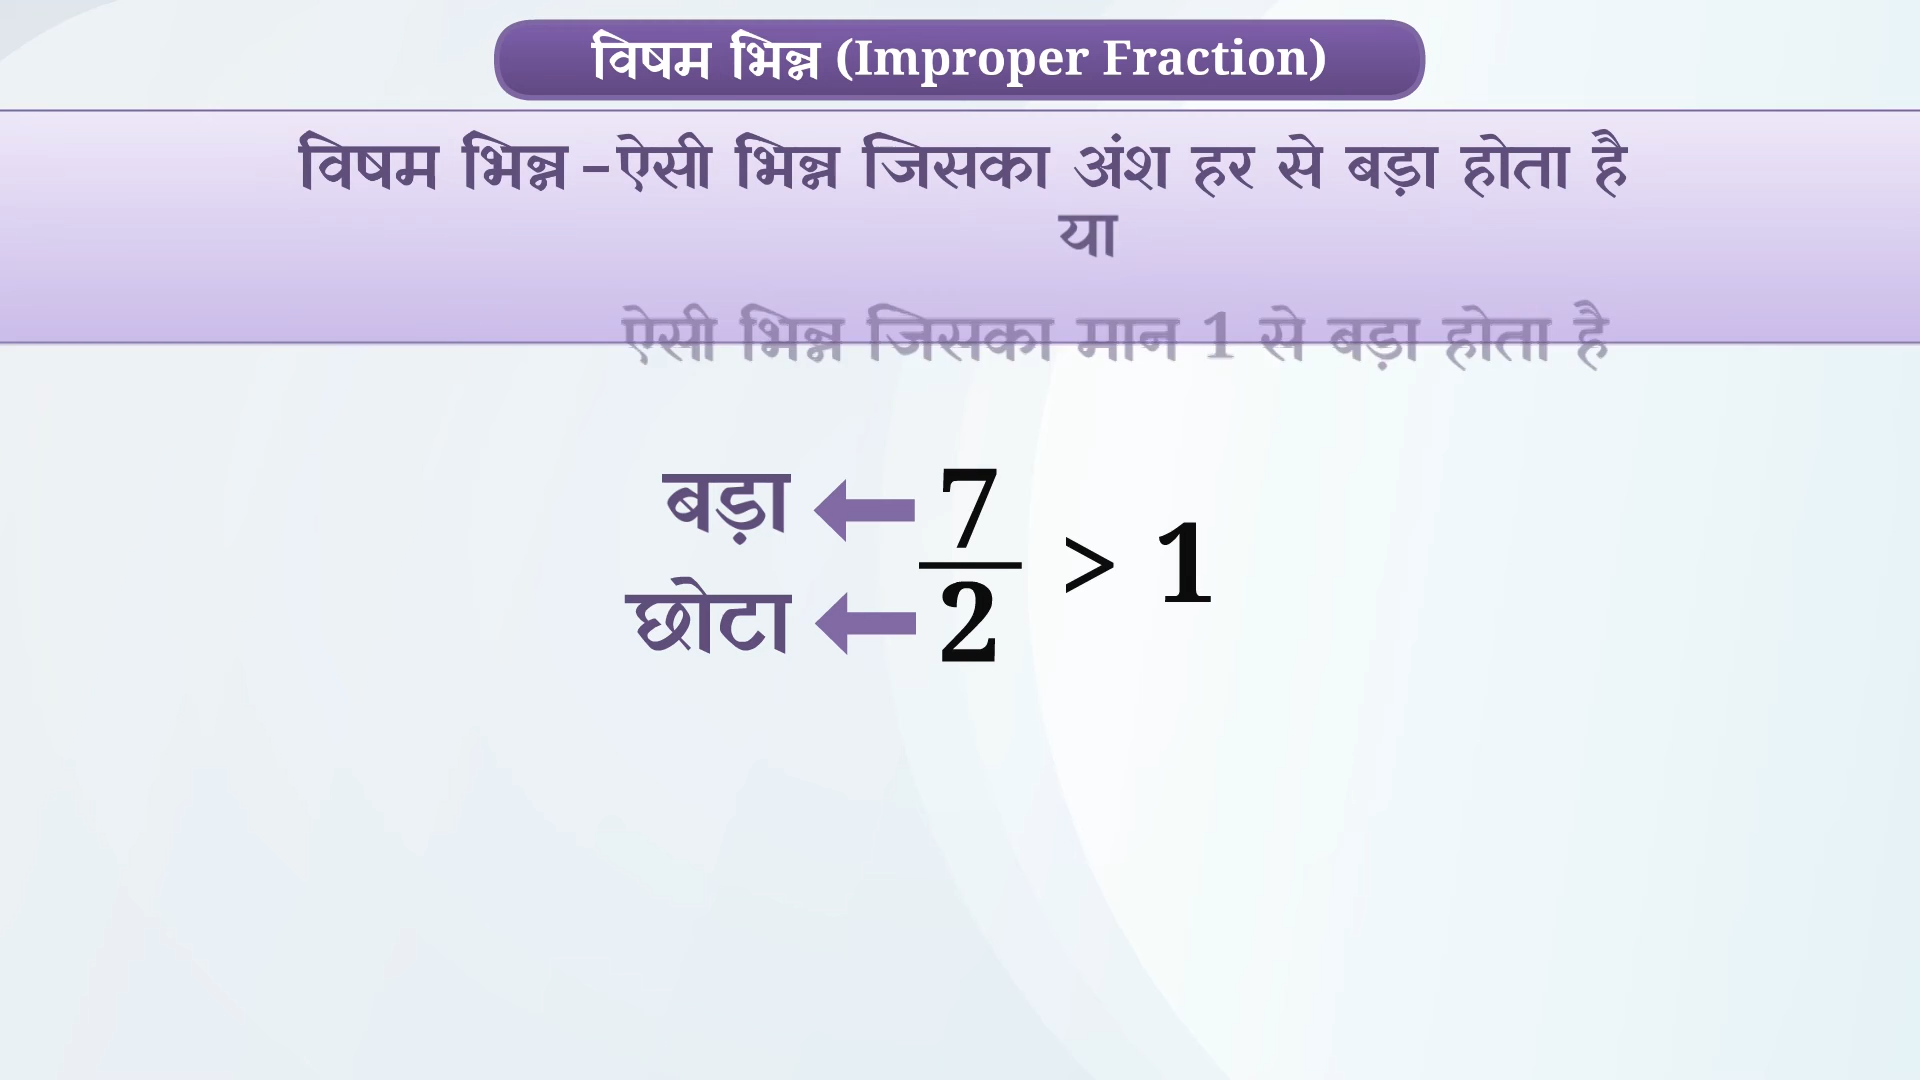 विषम भिन्न (Improper Fraction)
विषम भिन्न – ऐसी भिन्न जिसका अंश हर से बड़ा होता है
या
ऐसी भिन्न जिसका मान 1 से बड़ा होता है
बड़ा 7
छोटा 2
> 1